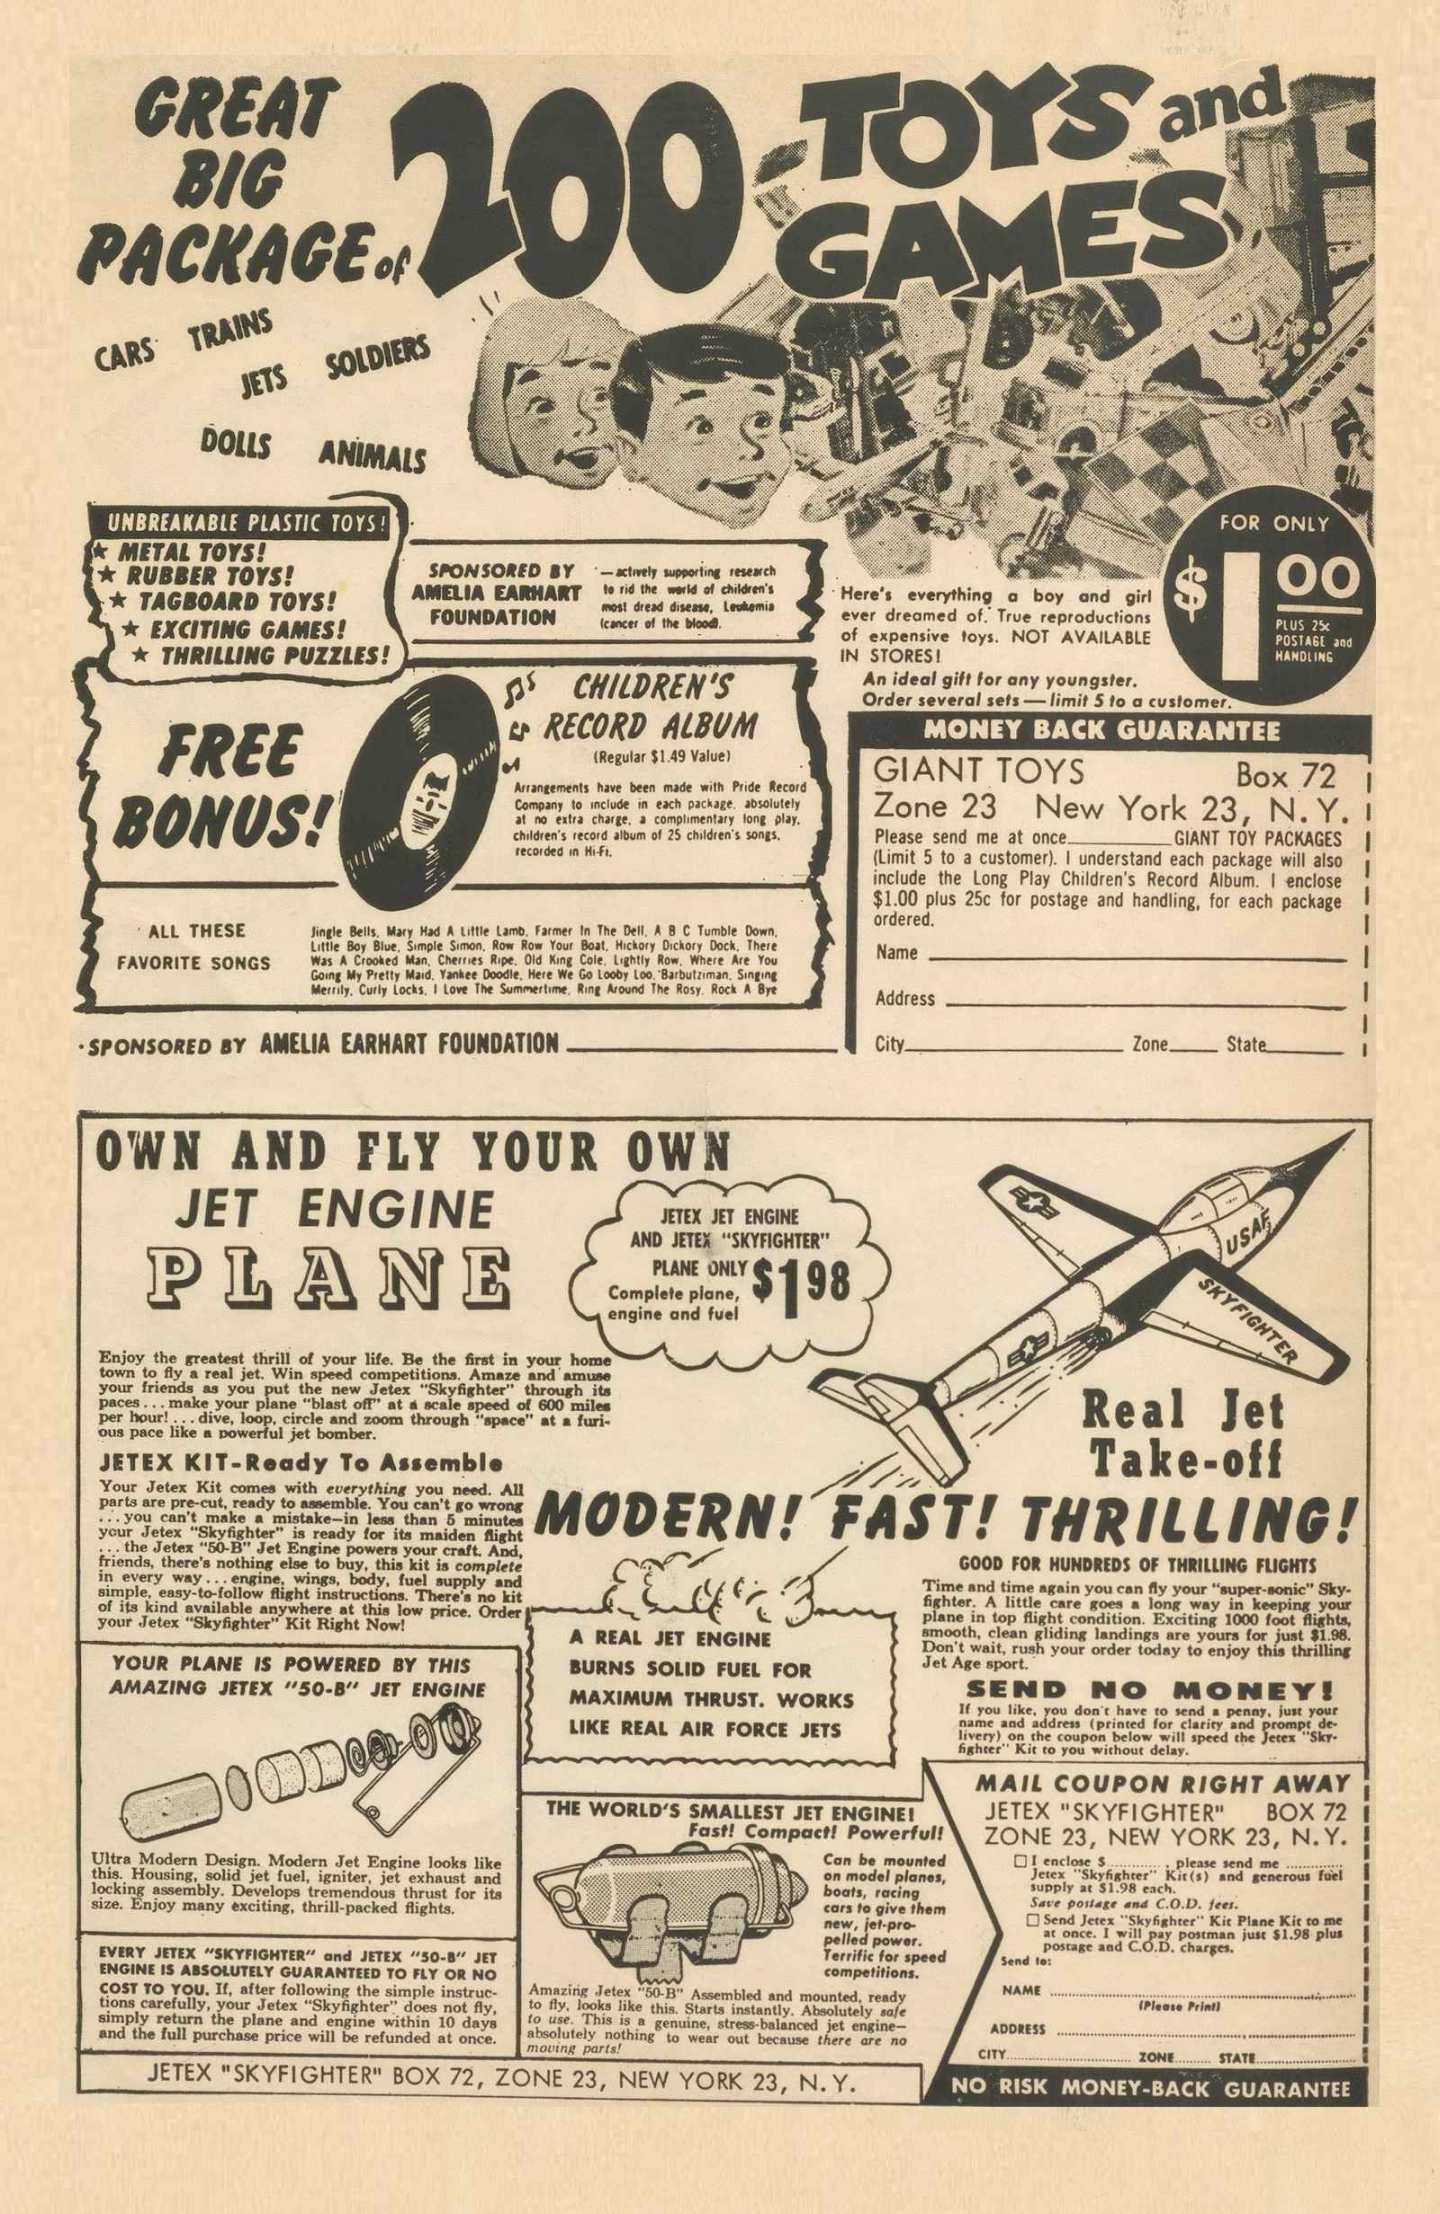 GREAT
BIG
PACKAGE of
200 TOYS and
GAMES
CARS TRAINS
JETS SOLDIERS
DOLLS ANIMALS
UNBREAKABLE PLASTIC TOYS!
★ METAL TOYS!
★ RUBBER TOYS!
★ TAGBOARD TOYS!
★ EXCITING GAMES!
★ THRILLING PUZZLES!
SPONSORED BY
AMELIA EARHART
FOUNDATION
—actively supporting research
to rid the world of children's
most dread disease, Leukemia
(cancer of the blood).
Here's everything a boy and girl
ever dreamed of. True reproductions
of expensive toys. NOT AVAILABLE
IN STORES!
An ideal gift for any youngster.
Order several sets — limit 5 to a customer.
FOR ONLY
$1.00
PLUS 25c
POSTAGE and
HANDLING
FREE
BONUS!
CHILDREN'S
RECORD ALBUM
(Regular $1.49 Value)
Arrangements have been made with Pride Record
Company to include in each package, absolutely
at no extra charge, a complimentary long play,
children's record album of 25 children's songs,
recorded in Hi-Fi.
ALL THESE
FAVORITE SONGS
Jingle Bells, Mary Had A Little Lamb, Farmer In The Dell, A B C Tumble Down,
Little Boy Blue, Simple Simon, Row Row Your Boat, Hickory Dickory Dock, There
Was A Crooked Man, Cherries Ripe, Old King Cole, Lightly Row, Where Are You
Going My Pretty Maid, Yankee Doodle, Here We Go Looby Loo, Barbutziman, Singing
Merrily, Curly Locks, I Love The Summertime, Ring Around The Rosy, Rock A Bye
SPONSORED BY AMELIA EARHART FOUNDATION
MONEY BACK GUARANTEE
GIANT TOYS Box 72
Zone 23 New York 23, N.Y.
Please send me at once GIANT TOY PACKAGES
(Limit 5 to a customer). I understand each package will also
include the Long Play Children's Record Album. I enclose
$1.00 plus 25c for postage and handling, for each package
ordered.
Name
Address
City Zone State
OWN AND FLY YOUR OWN
JET ENGINE
PLANE
JETEX JET ENGINE
AND JETEX "SKYFIGHTER"
PLANE ONLY $1.98
Complete plane,
engine and fuel
USAF
SKYFIGHTER
Enjoy the greatest thrill of your life. Be the first in your home
town to fly a real jet. Win speed competitions. Amaze and amuse
your friends as you put the new Jetex "Skyfighter" through its
paces...make your plane "blast off" at a scale speed of 600 miles
per hour! ...dive, loop, circle and zoom through "space" at a furi-
ous pace like a powerful jet bomber.
JETEX KIT-Ready To Assemble
Your Jetex Kit comes with everything you need. All
parts are pre-cut, ready to assemble. You can't go wrong
...you can't make a mistake—in less than 5 minutes
your Jetex "Skyfighter" is ready for its maiden flight
...the Jetex "50-B" Jet Engine powers your craft. And,
friends, there's nothing else to buy, this kit is complete
in every way...engine, wings, body, fuel supply and
simple, easy-to-follow flight instructions. There's no kit
of its kind available anywhere at this low price. Order
your Jetex "Skyfighter" Kit Right Now!
Real Jet
Take-off
MODERN! FAST! THRILLING!
A REAL JET ENGINE
BURNS SOLID FUEL FOR
MAXIMUM THRUST. WORKS
LIKE REAL AIR FORCE JETS
GOOD FOR HUNDREDS OF THRILLING FLIGHTS
Time and time again you can fly your "super-sonic" Sky-
fighter. A little care goes a long way in keeping your
plane in top flight condition. Exciting 1000 foot flights,
smooth, clean gliding landings are yours for just $1.98.
Don't wait, rush your order today to enjoy this thrilling
Jet Age sport.
SEND NO MONEY!
If you like, you don't have to send a penny, just your
name and address (printed for clarity and prompt de-
livery) on the coupon below will speed the Jetex "Sky-
fighter" Kit to you without delay.
YOUR PLANE IS POWERED BY THIS
AMAZING JETEX "50-B" JET ENGINE
Ultra Modern Design. Modern Jet Engine looks like
this. Housing, solid jet fuel, igniter, jet exhaust and
locking assembly. Develops tremendous thrust for its
size. Enjoy many exciting, thrill-packed flights.
EVERY JETEX "SKYFIGHTER" and JETEX "50-B" JET
ENGINE IS ABSOLUTELY GUARANTEED TO FLY OR NO
COST TO YOU. If, after following the simple instruc-
tions carefully, your Jetex "Skyfighter" does not fly,
simply return the plane and engine within 10 days
and the full purchase price will be refunded at once.
THE WORLD'S SMALLEST JET ENGINE!
Fast! Compact! Powerful!
Can be mounted
on model planes,
boats, racing
cars to give them
new, jet-pro-
pelled power.
Terrific for speed
competitions.
Amazing Jetex "50-B" Assembled and mounted, ready
to fly, looks like this. Starts instantly. Absolutely safe
to use. This is a genuine, stress-balanced jet engine—
absolutely nothing to wear out because there are no
moving parts!
JETEX "SKYFIGHTER" BOX 72, ZONE 23, NEW YORK 23, N.Y.
MAIL COUPON RIGHT AWAY
JETEX "SKYFIGHTER" BOX 72
ZONE 23, NEW YORK 23, N.Y.
☐ I enclose $............ please send me ............
Jetex "Skyfighter" Kit(s) and generous fuel
supply at $1.98 each.
Save postage and C.O.D. fees.
☐ Send Jetex "Skyfighter" Kit Plane Kit to me
at once. I will pay postman just $1.98 plus
postage and C.O.D. charges.
Send to:
NAME
(Please Print)
ADDRESS
CITY ZONE STATE
NO RISK MONEY-BACK GUARANTEE